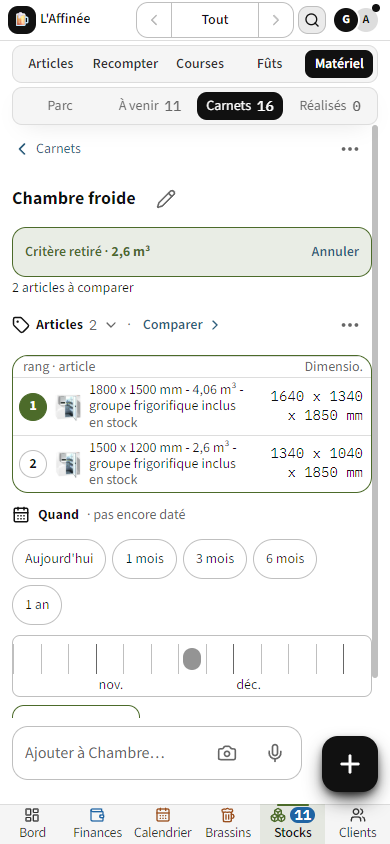 L'Affinée
Tout
G
A
Articles
Recompter
Courses
Fûts
Matériel
Parc
À venir 11
Carnets 16
Réalisés 0
Carnets
Chambre froide
Critère retiré · 2,6 m³
Annuler
2 articles à comparer
Articles 2
· Comparer
rang · article
Dimensio.
1
1800 x 1500 mm - 4,06 m³ -
groupe frigorifique inclus
en stock
1640 x 1340
x 1850 mm
2
1500 x 1200 mm - 2,6 m³ -
groupe frigorifique inclus
en stock
1340 x 1040
x 1850 mm
Quand · pas encore daté
Aujourd'hui
1 mois
3 mois
6 mois
1 an
nov.
déc.
Ajouter à Chambre…
Bord
Finances
Calendrier
Brassins
11
Stocks
Clients